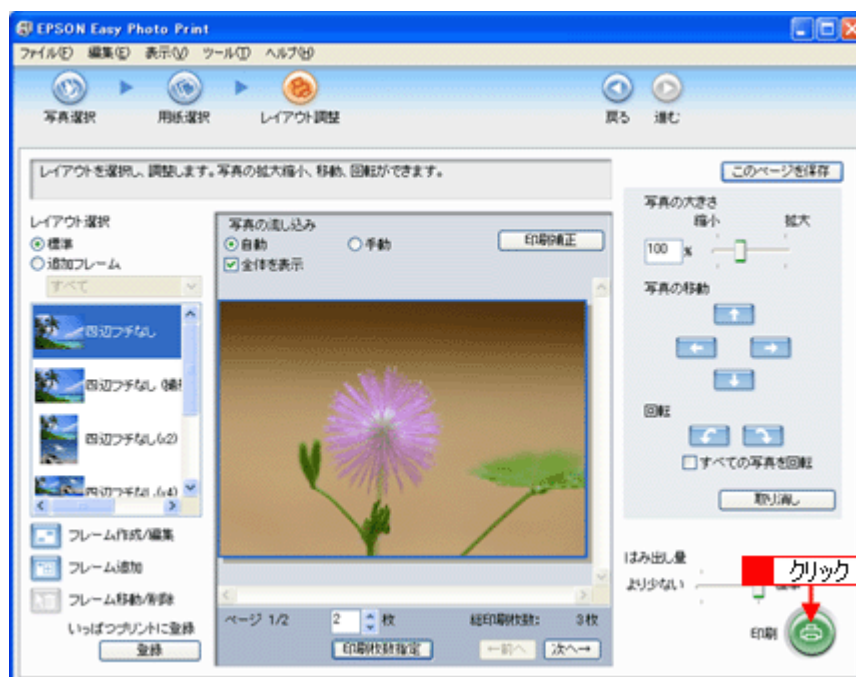 EPSON Easy Photo Print
ファイル(F) 編集(E) 表示(V) ツール(T) ヘルプ(H)
写真選択 用紙選択 レイアウト調整 戻る 進む
レイアウトを選択し、調整します。写真の拡大縮小、移動、回転ができます。
このページを保存
レイアウト選択
標準
追加フレーム
すべて
四辺フチなし
四辺フチなし
四辺フチなし(x2)
四辺フチなし(x4)
フレーム作成/編集
フレーム追加
フレーム移動/削除
いっぱつプリントに登録
登録
写真の流し込み
自動 手動
全体を表示
印刷補正
ページ 1/2 2 枚 総印刷枚数: 3枚
印刷枚数指定 ←前へ 次へ→
写真の大きさ
縮小 拡大
100 %
写真の移動
回転
すべての写真を回転
取り消し
はみ出し量
より少ない
クリック
印刷